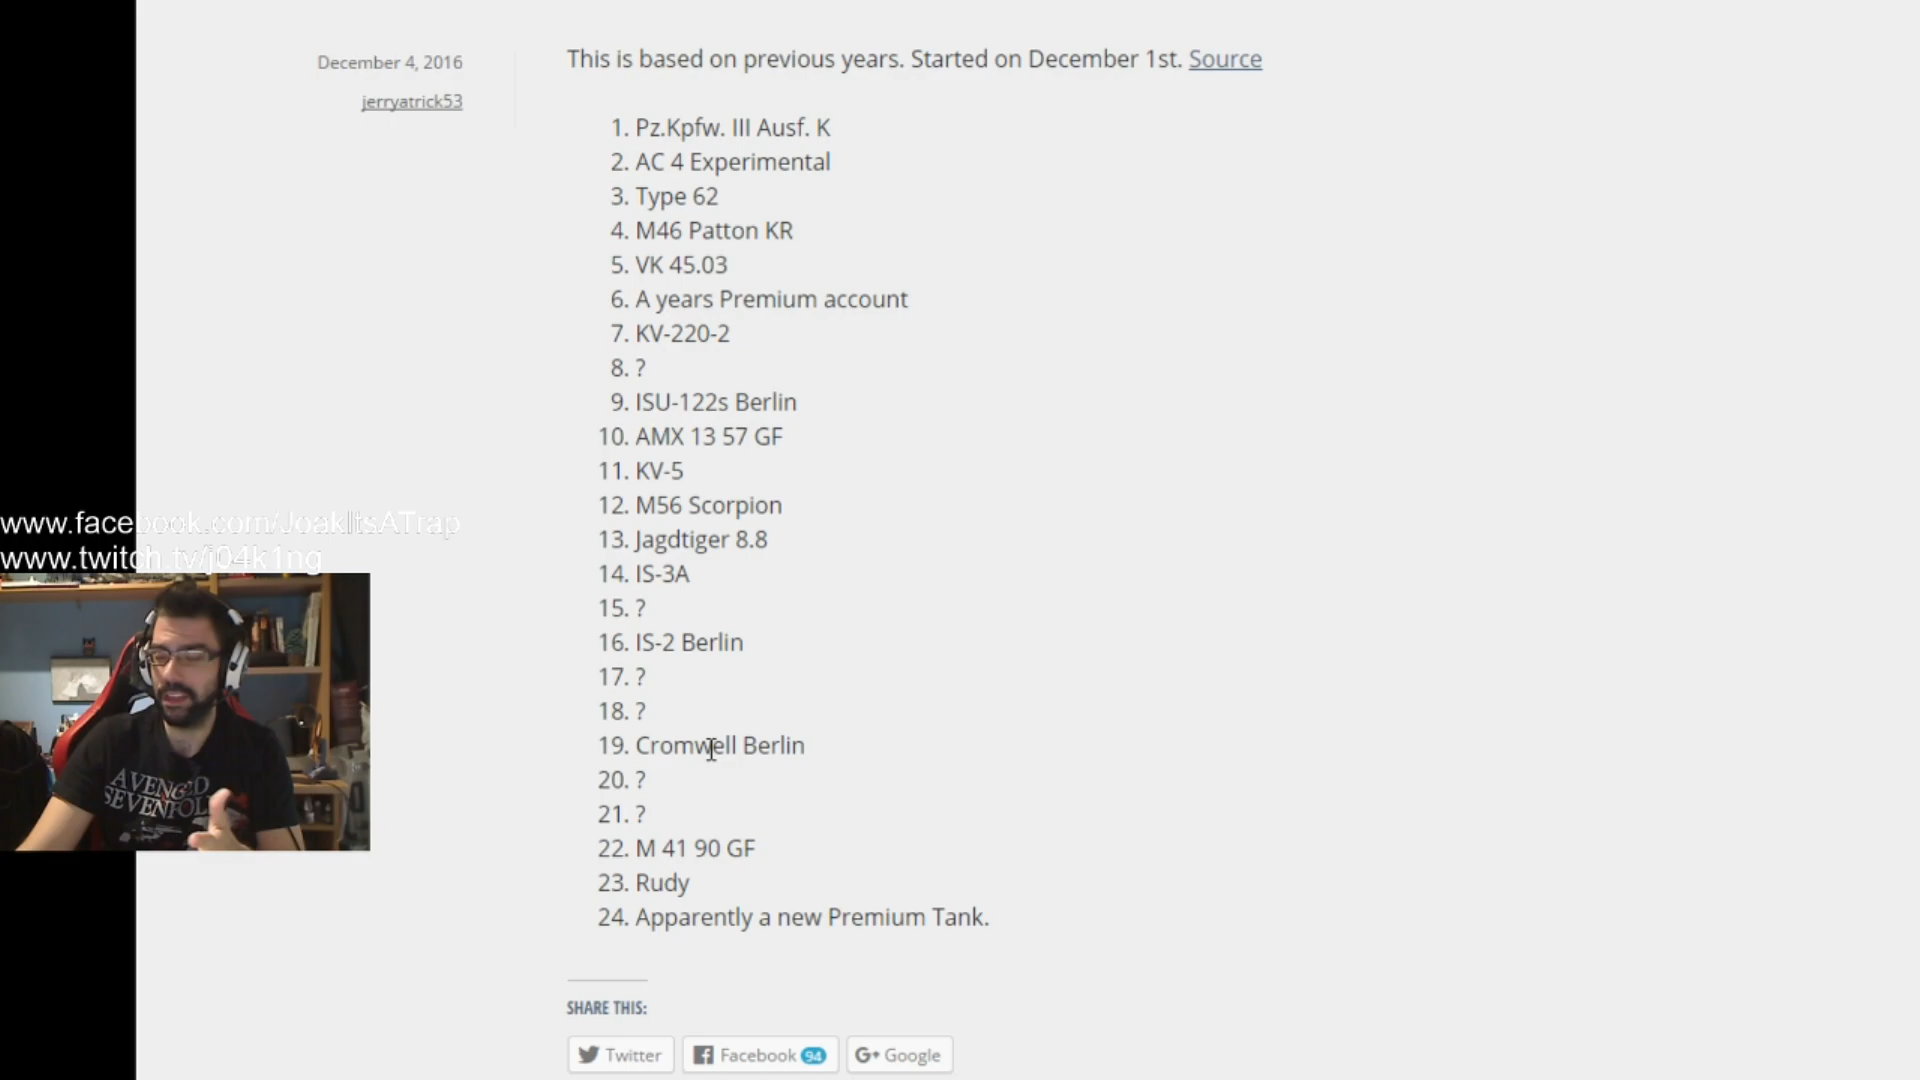 December 4, 2016
jerryatrick53
This is based on previous years. Started on December 1st. Source
1. Pz.Kpfw. III Ausf. K
2. AC 4 Experimental
3. Type 62
4. M46 Patton KR
5. VK 45.03
6. A years Premium account
7. KV-220-2
8. ?
9. ISU-122s Berlin
10. AMX 13 57 GF
11. KV-5
12. M56 Scorpion
13. Jagdtiger 8.8
14. IS-3A
15. ?
16. IS-2 Berlin
17. ?
18. ?
19. Cromwell Berlin
20. ?
21. ?
22. M 41 90 GF
23. Rudy
24. Apparently a new Premium Tank.
SHARE THIS:
Twitter
Facebook 94
G+ Google
www.facebook.com/JoakItsATrap
www.twitch.tv/j04k1ng
AVENGED
SEVENFOLD